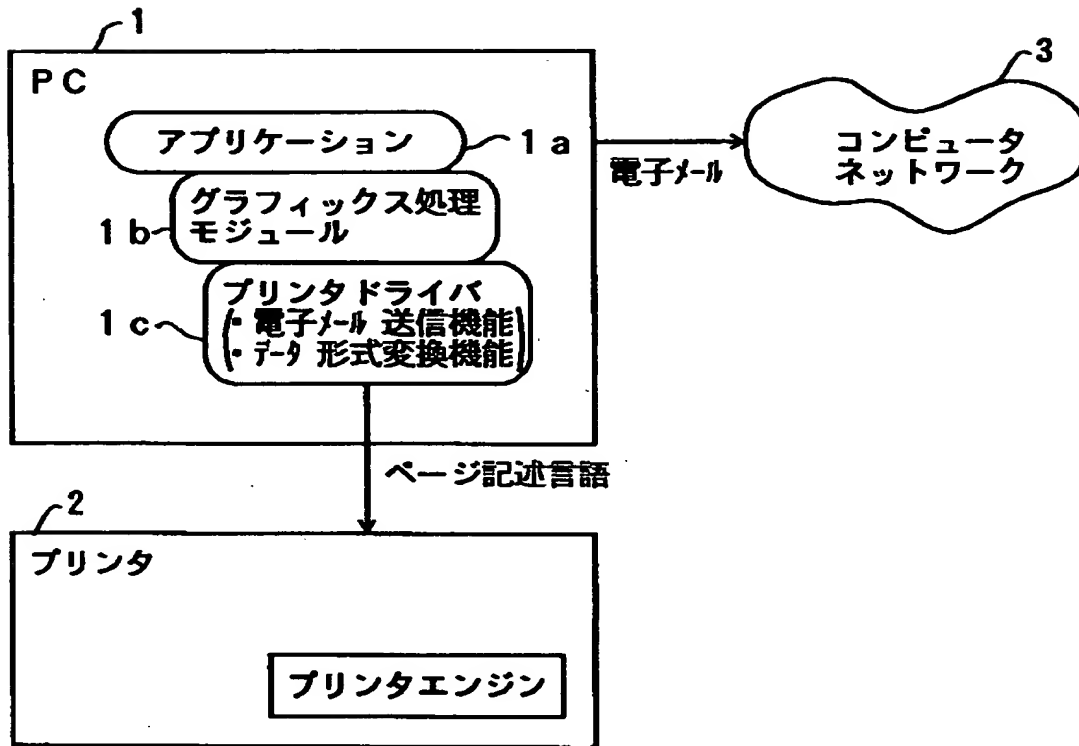 1
PC
アプリケーション
1a
グラフィックス処理
モジュール
1b
プリンタドライバ
・電子メール 送信機能
・データ 形式変換機能
1c
電子メール
3
コンピュータ
ネットワーク
ページ記述言語
2
プリンタ
プリンタエンジン